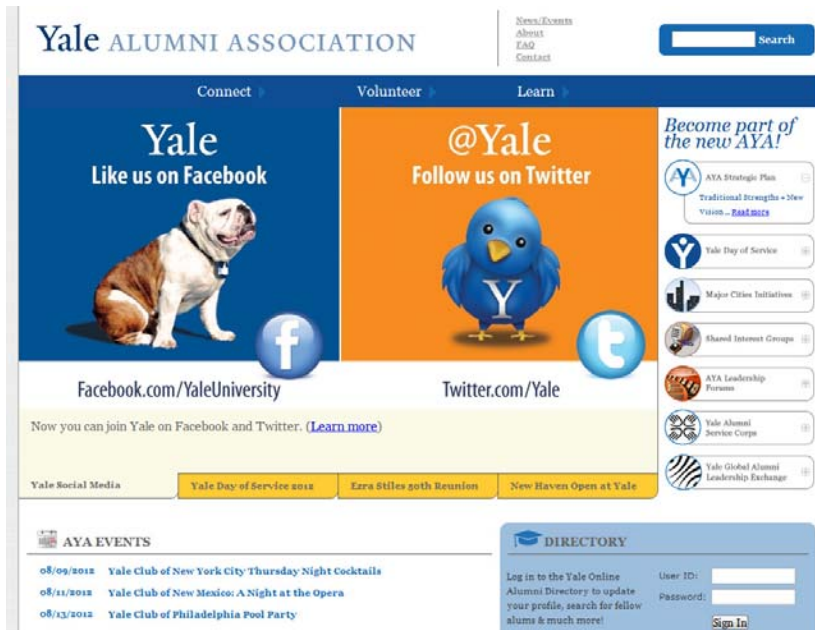 Yale ALUMNI ASSOCIATION
News/Events
About
FAQ
Contact
Search
Connect
Volunteer
Learn
Yale
Like us on Facebook
f
Facebook.com/YaleUniversity
@Yale
Follow us on Twitter
Y
t
Twitter.com/Yale
Now you can join Yale on Facebook and Twitter. (Learn more)
Yale Social Media
Yale Day of Service 2012
Ezra Stiles 50th Reunion
New Haven Open at Yale
Become part of
the new AYA!
AYA
AYA Strategic Plan
Traditional Strengths + New
Vision ... Read more
Yale Day of Service
Major Cities Initiatives
Shared Interest Groups
AYA Leadership
Forums
Yale Alumni
Service Corps
Yale Global Alumni
Leadership Exchange
AYA EVENTS
08/09/2012 Yale Club of New York City Thursday Night Cocktails
08/11/2012 Yale Club of New Mexico: A Night at the Opera
08/13/2012 Yale Club of Philadelphia Pool Party
DIRECTORY
Log in to the Yale Online
Alumni Directory to update
your profile, search for fellow
alums & much more!
User ID:
Password:
Sign In